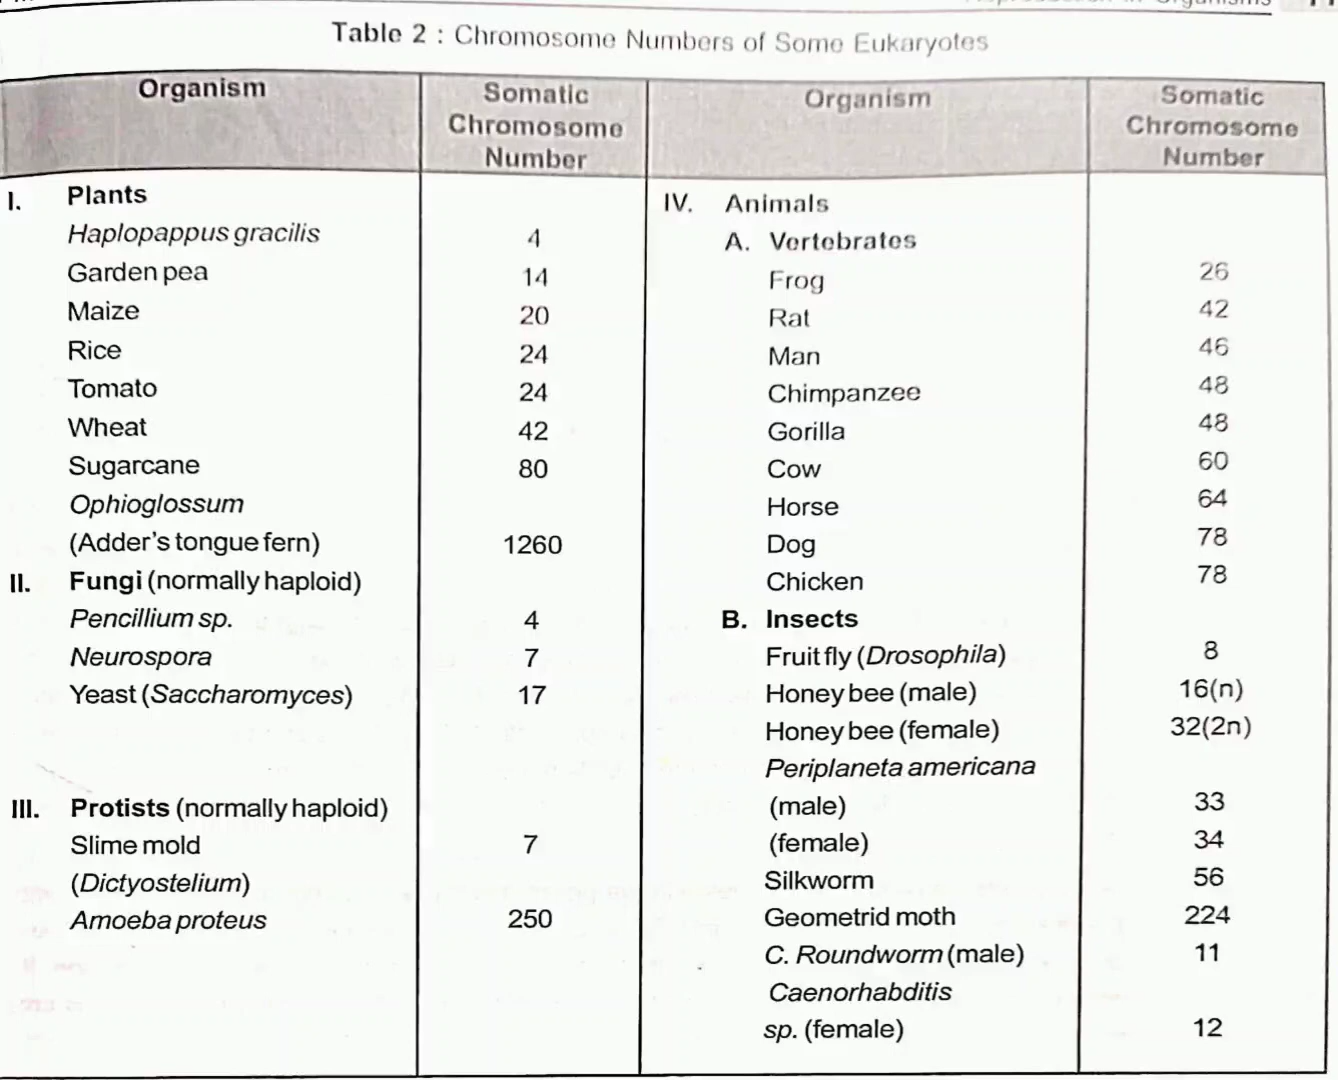 Table 2 : Chromosome Numbers of Some Eukaryotes
Organism Somatic Chromosome Number Organism Somatic Chromosome Number
I. Plants IV. Animals
Haplopappus gracilis 4 A. Vertebrates
Garden pea 14 Frog 26
Maize 20 Rat 42
Rice 24 Man 46
Tomato 24 Chimpanzee 48
Wheat 42 Gorilla 48
Sugarcane 80 Cow 60
Ophioglossum Horse 64
(Adder's tongue fern) 1260 Dog 78
II. Fungi (normally haploid) Chicken 78
Pencillium sp. 4 B. Insects
Neurospora 7 Fruit fly (Drosophila) 8
Yeast (Saccharomyces) 17 Honey bee (male) 16(n)
Honey bee (female) 32(2n)
Periplaneta americana
III. Protists (normally haploid) (male) 33
Slime mold 7 (female) 34
(Dictyostelium) Silkworm 56
Amoeba proteus 250 Geometrid moth 224
C. Roundworm (male) 11
Caenorhabditis
sp. (female) 12